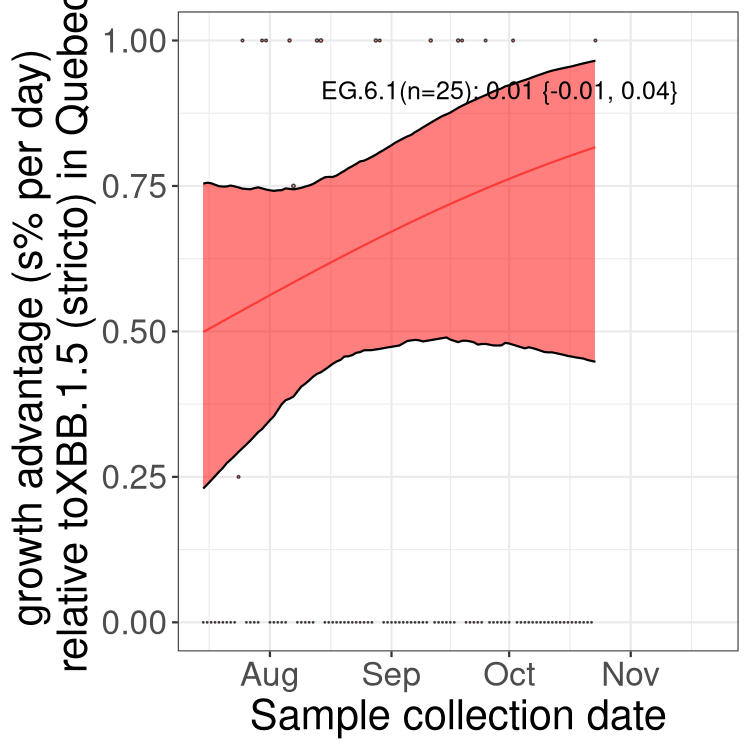 growth advantage (s% per day)
relative toXBB.1.5 (stricto) in Quebec
1.00
0.75
0.50
0.25
0.00
EG.6.1(n=25): 0.01 {-0.01, 0.04}
Aug
Sep
Oct
Nov
Sample collection date